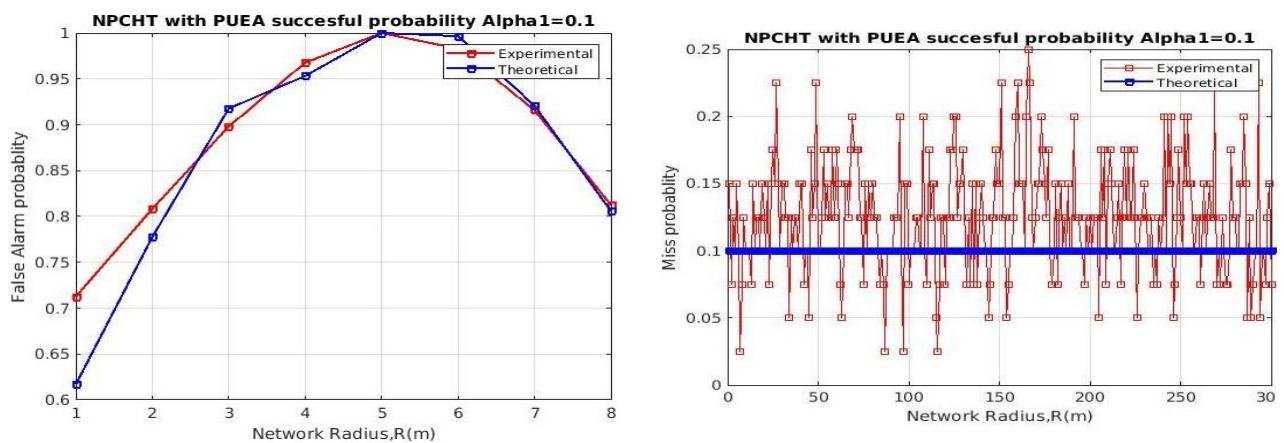 NPCHT with PUEA succesful probability Alpha1=0.1
1
0.95
0.9
0.85
0.8
0.75
0.7
0.65
0.6
False Alarm probablity
Experimental
Theoretical
1 2 3 4 5 6 7 8
Network Radius,R(m)
NPCHT with PUEA succesful probability Alpha1=0.1
0.25
0.2
0.15
0.1
0.05
0
Miss probablity
Experimental
Theoretical
0 50 100 150 200 250 300
Network Radius,R(m)